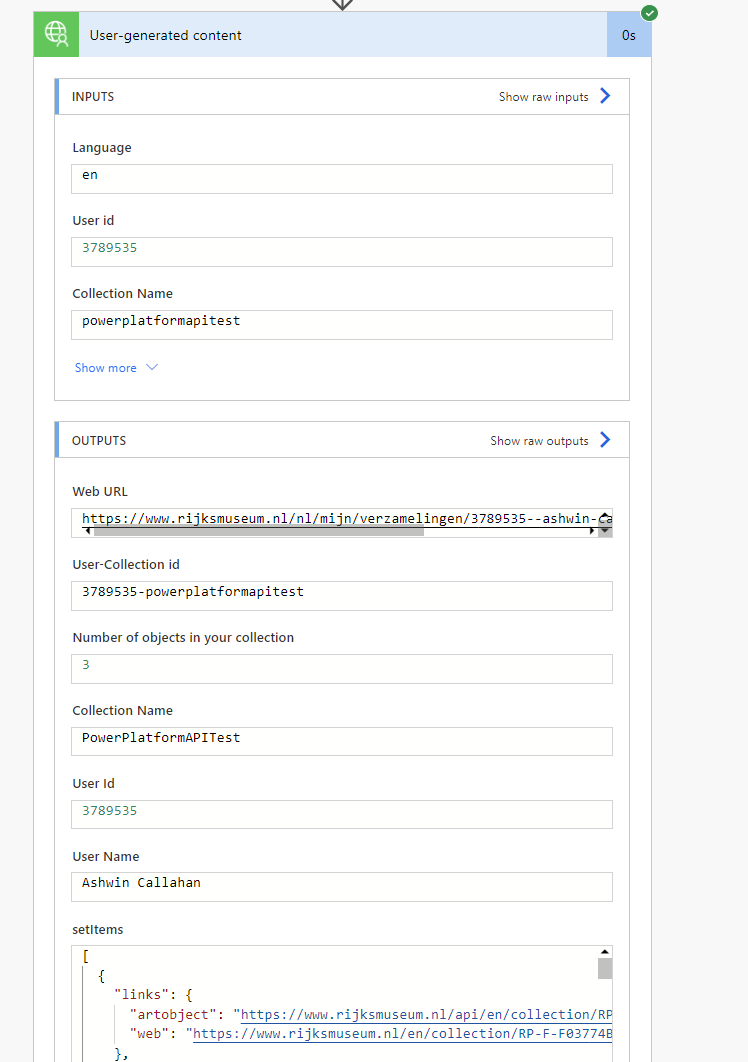 User-generated content
0s
INPUTS
Show raw inputs
Language
en
User id
3789535
Collection Name
powerplatformapitest
Show more
OUTPUTS
Show raw outputs
Web URL
https://www.rijksmuseum.nl/nl/mijn/verzamelingen/3789535--ashwin-ca
User-Collection id
3789535-powerplatformapitest
Number of objects in your collection
3
Collection Name
PowerPlatformAPITest
User Id
3789535
User Name
Ashwin Callahan
setItems
[
{
"links": {
"artobject": "https://www.rijksmuseum.nl/api/en/collection/RP
"web": "https://www.rijksmuseum.nl/en/collection/RP-F-F03774B
},